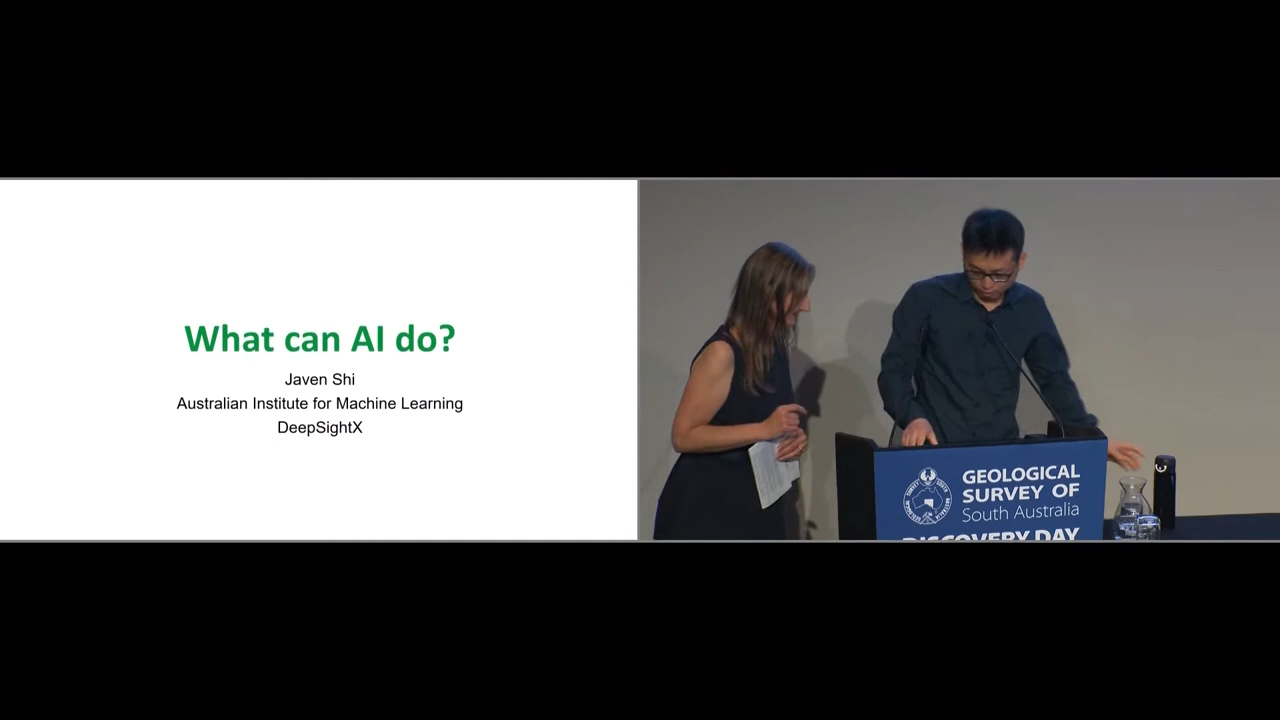 What can AI do?
Javen Shi
Australian Institute for Machine Learning
DeepSightX
GEOLOGICAL
SURVEY OF
South Australia
DISCOVERY DAY